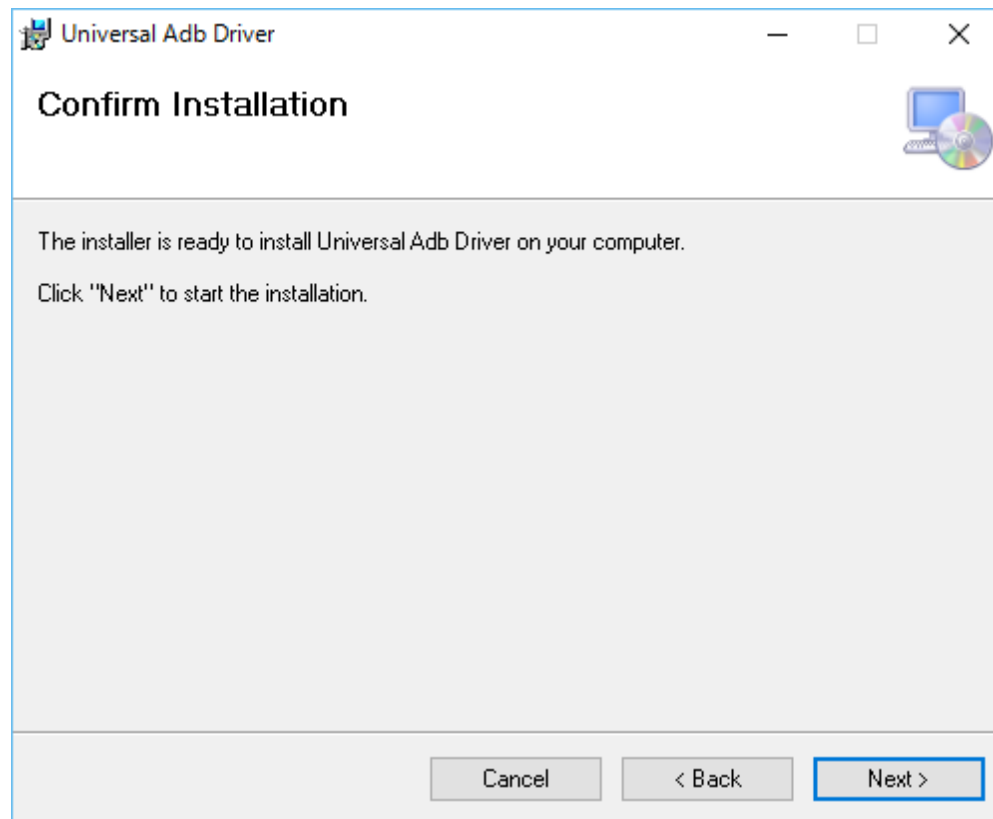 Universal Adb Driver
Confirm Installation
The installer is ready to install Universal Adb Driver on your computer.
Click "Next" to start the installation.
Cancel
< Back
Next >